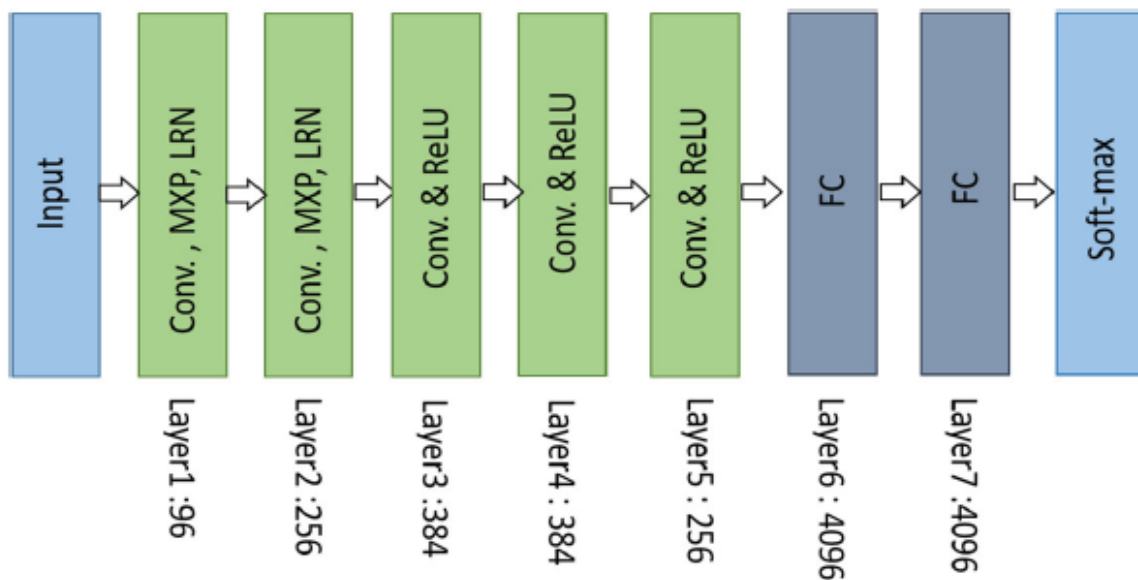 Input
Conv. , MXP, LRN
Conv. , MXP, LRN
Conv. & ReLU
Conv. & ReLU
Conv. & ReLU
FC
FC
Soft-max
Layer1 :96
Layer2 :256
Layer3 :384
Layer4 : 384
Layer5 : 256
Layer6 : 4096
Layer7 :4096